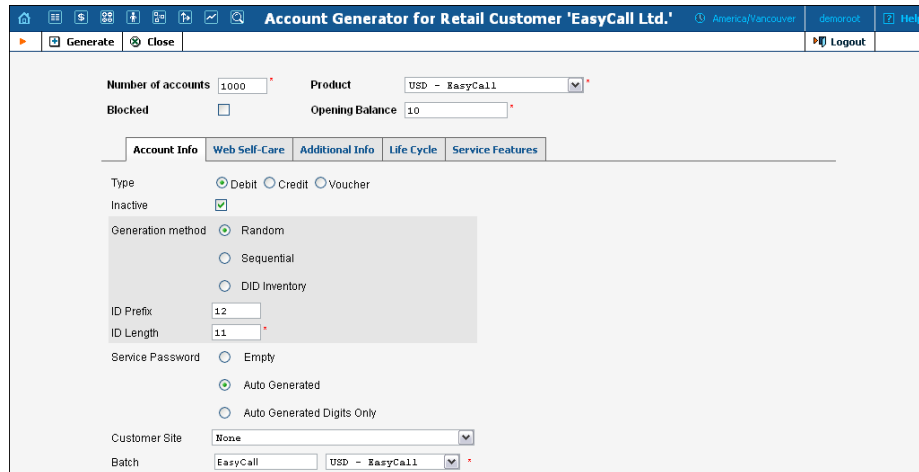 Account Generator for Retail Customer 'EasyCall Ltd.' America/Vancouver demoroot ? Help
Generate Close Logout
Number of accounts 1000 * Product USD - EasyCall *
Blocked Opening Balance 10 *
Account Info Web Self-Care Additional Info Life Cycle Service Features
Type Debit Credit Voucher
Inactive
Generation method Random
Sequential
DID Inventory
ID Prefix 12
ID Length 11 *
Service Password Empty
Auto Generated
Auto Generated Digits Only
Customer Site None
Batch EasyCall USD - EasyCall *